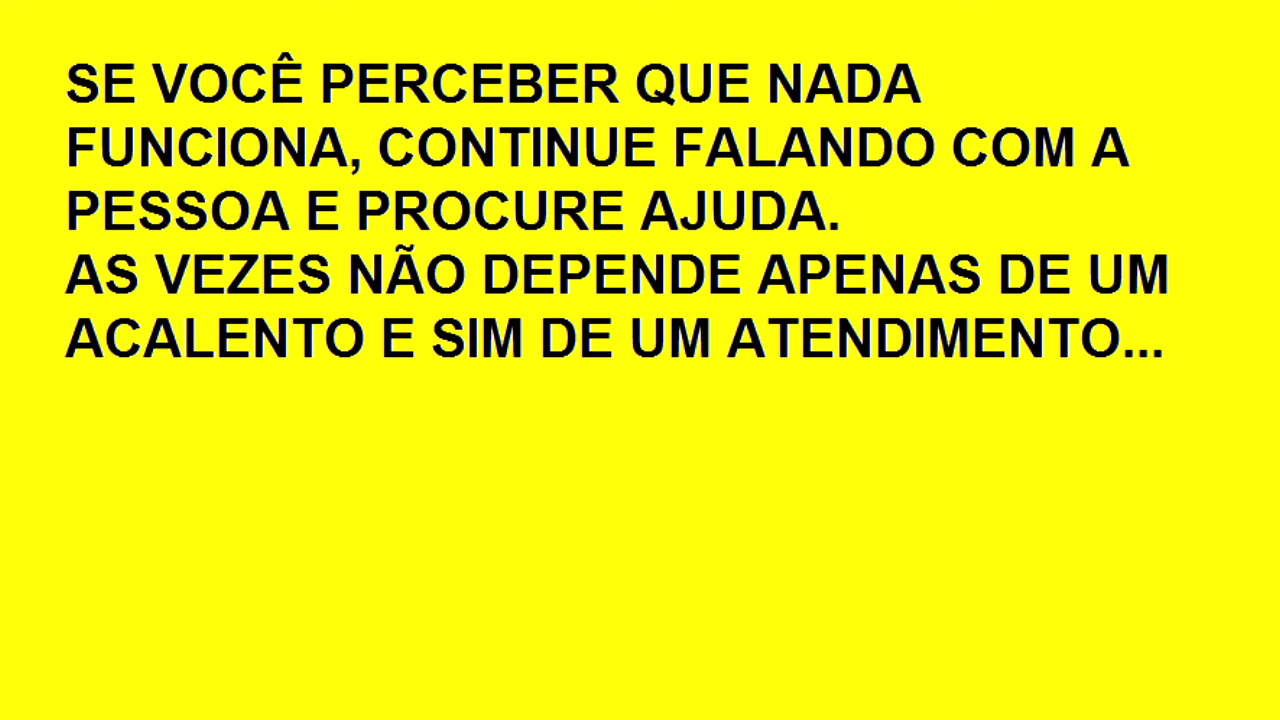 SE VOCÊ PERCEBER QUE NADA
FUNCIONA, CONTINUE FALANDO COM A
PESSOA E PROCURE AJUDA.
AS VEZES NÃO DEPENDE APENAS DE UM
ACALENTO E SIM DE UM ATENDIMENTO...